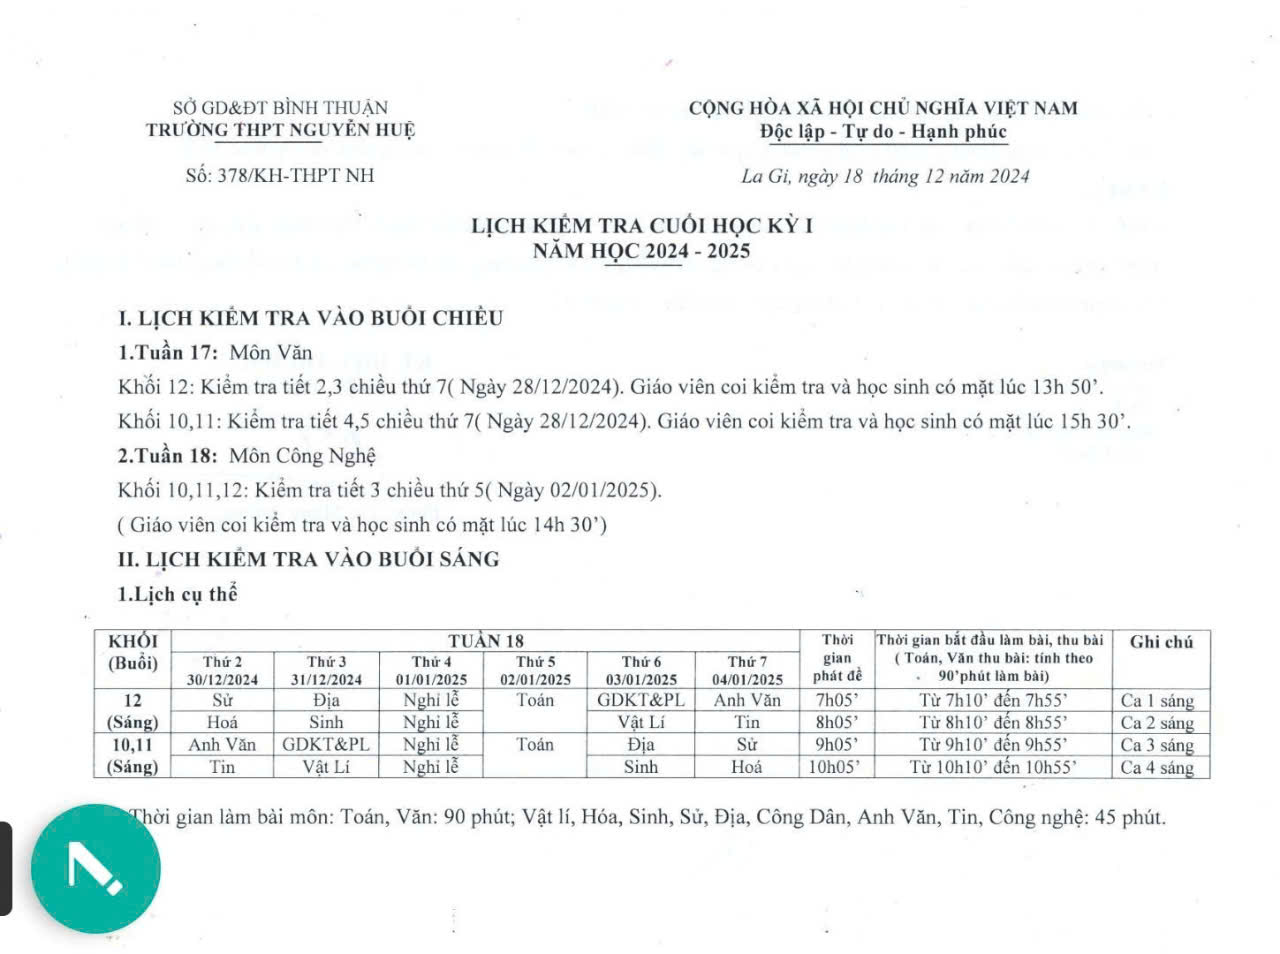 SỞ GD&ĐT BÌNH THUẬN
TRƯỜNG THPT NGUYỄN HUỆ
Số: 378/KH-THPT NH
CỘNG HÒA XÃ HỘI CHỦ NGHĨA VIỆT NAM
Độc lập - Tự do - Hạnh phúc
La Gi, ngày 18 tháng 12 năm 2024
LỊCH KIỂM TRA CUỐI HỌC KỲ I
NĂM HỌC 2024 - 2025
I. LỊCH KIỂM TRA VÀO BUỔI CHIỀU
1.Tuần 17: Môn Văn
Khối 12: Kiểm tra tiết 2,3 chiều thứ 7( Ngày 28/12/2024). Giáo viên coi kiểm tra và học sinh có mặt lúc 13h 50’.
Khối 10,11: Kiểm tra tiết 4,5 chiều thứ 7( Ngày 28/12/2024). Giáo viên coi kiểm tra và học sinh có mặt lúc 15h 30’.
2.Tuần 18: Môn Công Nghệ
Khối 10,11,12: Kiểm tra tiết 3 chiều thứ 5( Ngày 02/01/2025).
( Giáo viên coi kiểm tra và học sinh có mặt lúc 14h 30’)
II. LỊCH KIỂM TRA VÀO BUỔI SÁNG
1.Lịch cụ thể
KHỐI (Buổi) TUẦN 18 Thời gian phát đề Thời gian bắt đầu làm bài, thu bài ( Toán, Văn thu bài: tính theo 90’phút làm bài) Ghi chú
Thứ 2 30/12/2024 Thứ 3 31/12/2024 Thứ 4 01/01/2025 Thứ 5 02/01/2025 Thứ 6 03/01/2025 Thứ 7 04/01/2025
12 Sử Địa Nghỉ lễ Toán GDKT&PL Anh Văn 7h05’ Từ 7h10’ đến 7h55’ Ca 1 sáng
(Sáng) Hoá Sinh Nghỉ lễ Vật Lí Tin 8h05’ Từ 8h10’ đến 8h55’ Ca 2 sáng
10,11 Anh Văn GDKT&PL Nghỉ lễ Toán Địa Sử 9h05’ Từ 9h10’ đến 9h55’ Ca 3 sáng
(Sáng) Tin Vật Lí Nghỉ lễ Sinh Hoá 10h05’ Từ 10h10’ đến 10h55’ Ca 4 sáng
Thời gian làm bài môn: Toán, Văn: 90 phút; Vật lí, Hóa, Sinh, Sử, Địa, Công Dân, Anh Văn, Tin, Công nghệ: 45 phút.